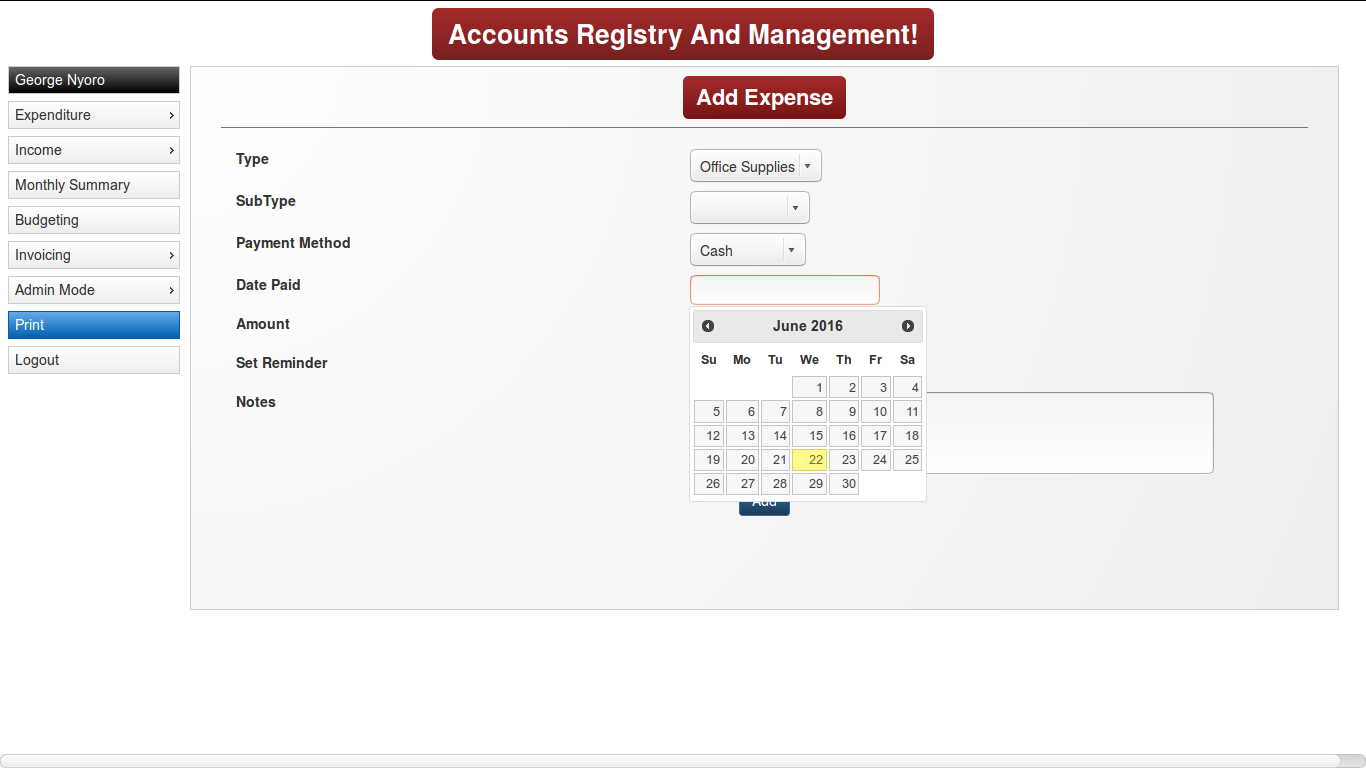 Accounts Registry And Management!
George Nyoro
Expenditure
Income
Monthly Summary
Budgeting
Invoicing
Admin Mode
Print
Logout
Add Expense
Type
Office Supplies
SubType
Payment Method
Cash
Date Paid
Amount
Set Reminder
Notes
June 2016
Su Mo Tu We Th Fr Sa
1 2 3 4
5 6 7 8 9 10 11
12 13 14 15 16 17 18
19 20 21 22 23 24 25
26 27 28 29 30
Add